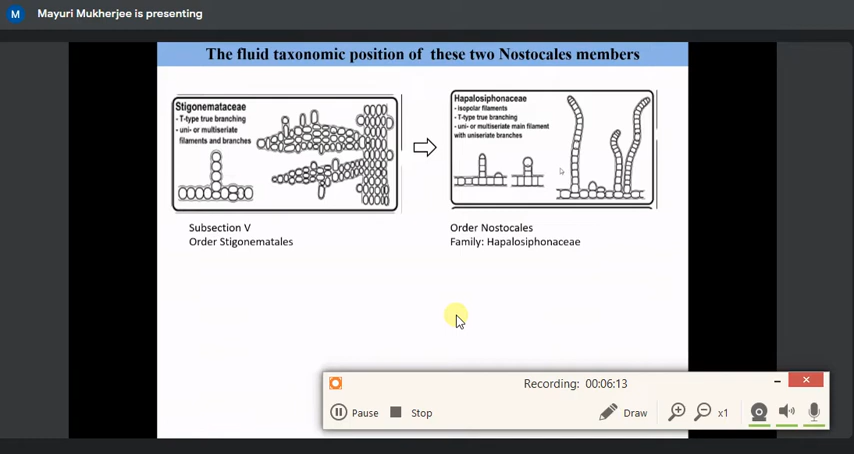 M Mayuri Mukherjee is presenting
The fluid taxonomic position of these two Nostocales members
Stigonemataceae
- T-type true branching
- uni- or multiseriate
filaments and branches
Hapalosiphonaceae
- isopolar filaments
- T-type true branching
- uni- or multiseriate main filament
with uniseriate branches
Subsection V
Order Stigonematales
Order Nostocales
Family: Hapalosiphonaceae
Recording: 00:06:13
Pause
Stop
Draw
x1